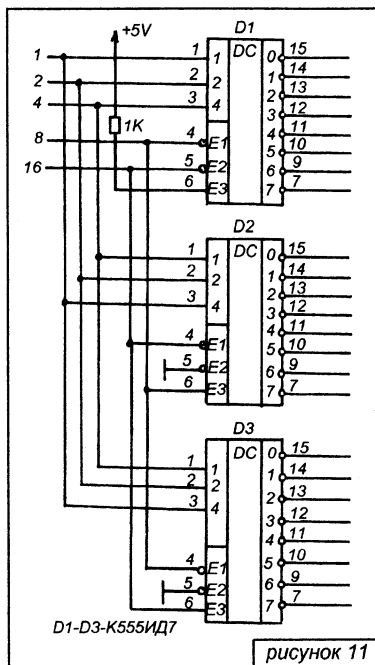 D1
+5V
1 1 1 DC 0 15
2 2 2 1 14
4 3 4 2 13
1K 3 12
8 4 E1 4 11
16 5 E2 5 10
6 E3 6 9
7 7
D2
1 1 DC 0 15
2 2 1 14
3 4 2 13
3 12
4 E1 4 11
5 E2 5 10
6 E3 6 9
7 7
D3
1 1 DC 0 15
2 2 1 14
3 4 2 13
3 12
4 11
4 E1 5 10
5 E2 6 9
6 E3 7 7
D1-D3-К555ИД7
рисунок 11